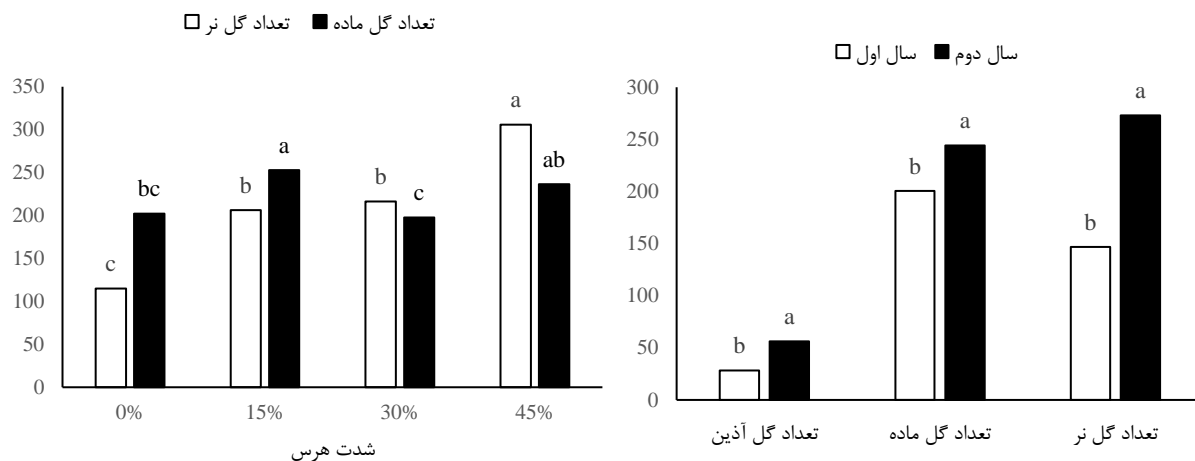 تعداد گل نر تعداد گل ماده
350
300
250
200
150
100
50
0
c bc b a b c a ab
0% 15% 30% 45%
شدت هرس
سال اول سال دوم
300
250
200
150
100
50
0
b a b a b a
تعداد گل آذین تعداد گل ماده تعداد گل نر